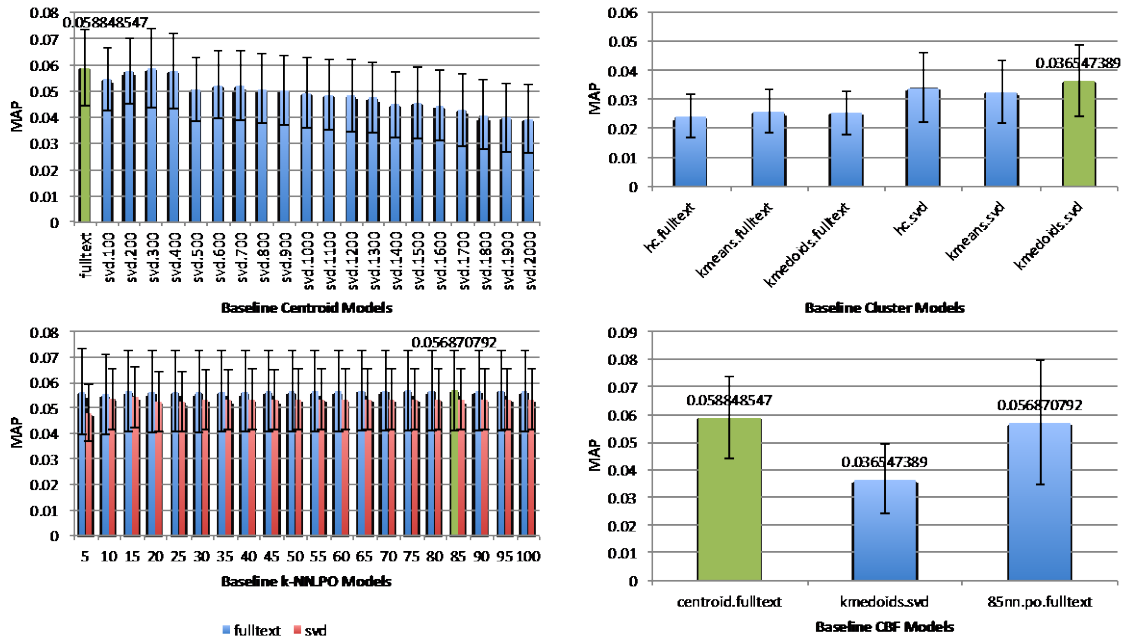 0.08
0.07
0.06
0.05
0.04
0.03
0.02
0.01
0
MAP
0.058848547
fulltext
svd.100
svd.200
svd.300
svd.400
svd.500
svd.600
svd.700
svd.800
svd.900
svd.1000
svd.1100
svd.1200
svd.1300
svd.1400
svd.1500
svd.1600
svd.1700
svd.1800
svd.1900
svd.2000
Baseline Centroid Models
0.06
0.05
0.04
0.03
0.02
0.01
0
MAP
0.036547389
hc.fulltext
kmeans.fulltext
kmedoids.fulltext
hc.svd
kmeans.svd
kmedoids.svd
Baseline Cluster Models
0.08
0.07
0.06
0.05
0.04
0.03
0.02
0.01
0
MAP
0.056870792
5 10 15 20 25 30 35 40 45 50 55 60 65 70 75 80 85 90 95 100
Baseline k-NN.PO Models
fulltext svd
0.09
0.08
0.07
0.06
0.05
0.04
0.03
0.02
0.01
0
MAP
0.058848547
0.036547389
0.056870792
centroid.fulltext kmedoids.svd 85nn.po.fulltext
Baseline CBF Models